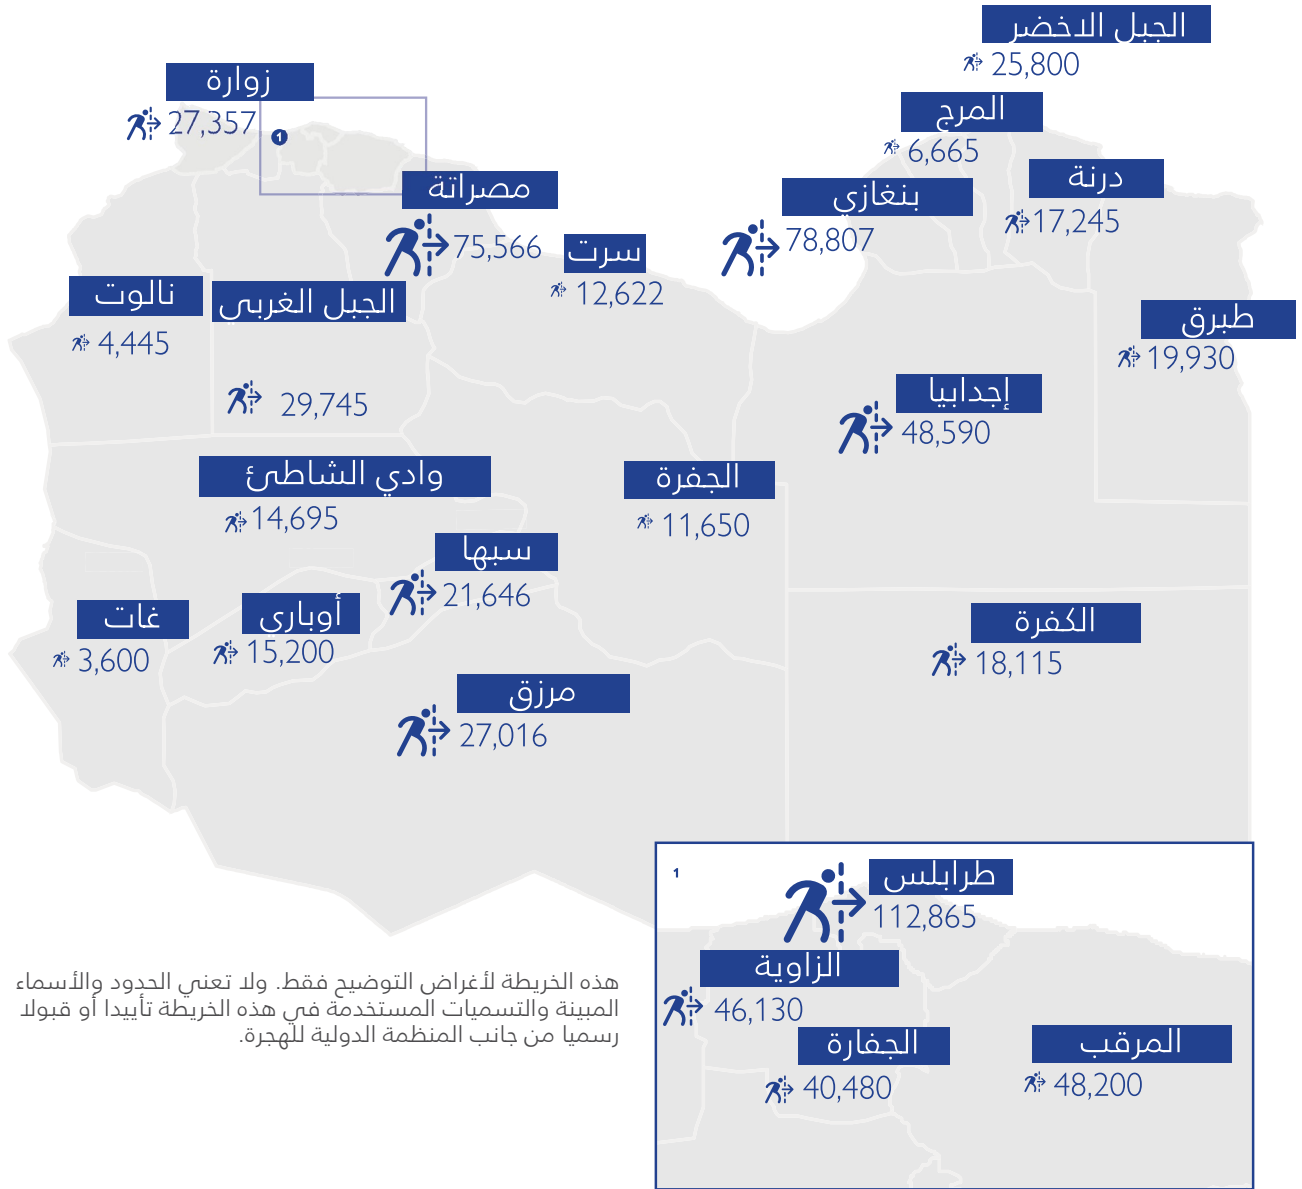 الجبل الاخضر
25,800
زوارة
27,357
1
المرج
6,665
درنة
17,245
مصراتة
75,566
بنغازي
78,807
سرت
12,622
نالوت
4,445
الجبل الغربي
29,745
طبرق
19,930
إجدابيا
48,590
وادي الشاطئ
14,695
الجفرة
11,650
سبها
21,646
غات
3,600
أوباري
15,200
الكفرة
18,115
مرزق
27,016
1
طرابلس
112,865
الزاوية
46,130
الجفارة
40,480
المرقب
48,200
هذه الخريطة لأغراض التوضيح فقط. ولا تعني الحدود والأسماء
المبينة والتسميات المستخدمة في هذه الخريطة تأييدا أو قبولا
رسميا من جانب المنظمة الدولية للهجرة.